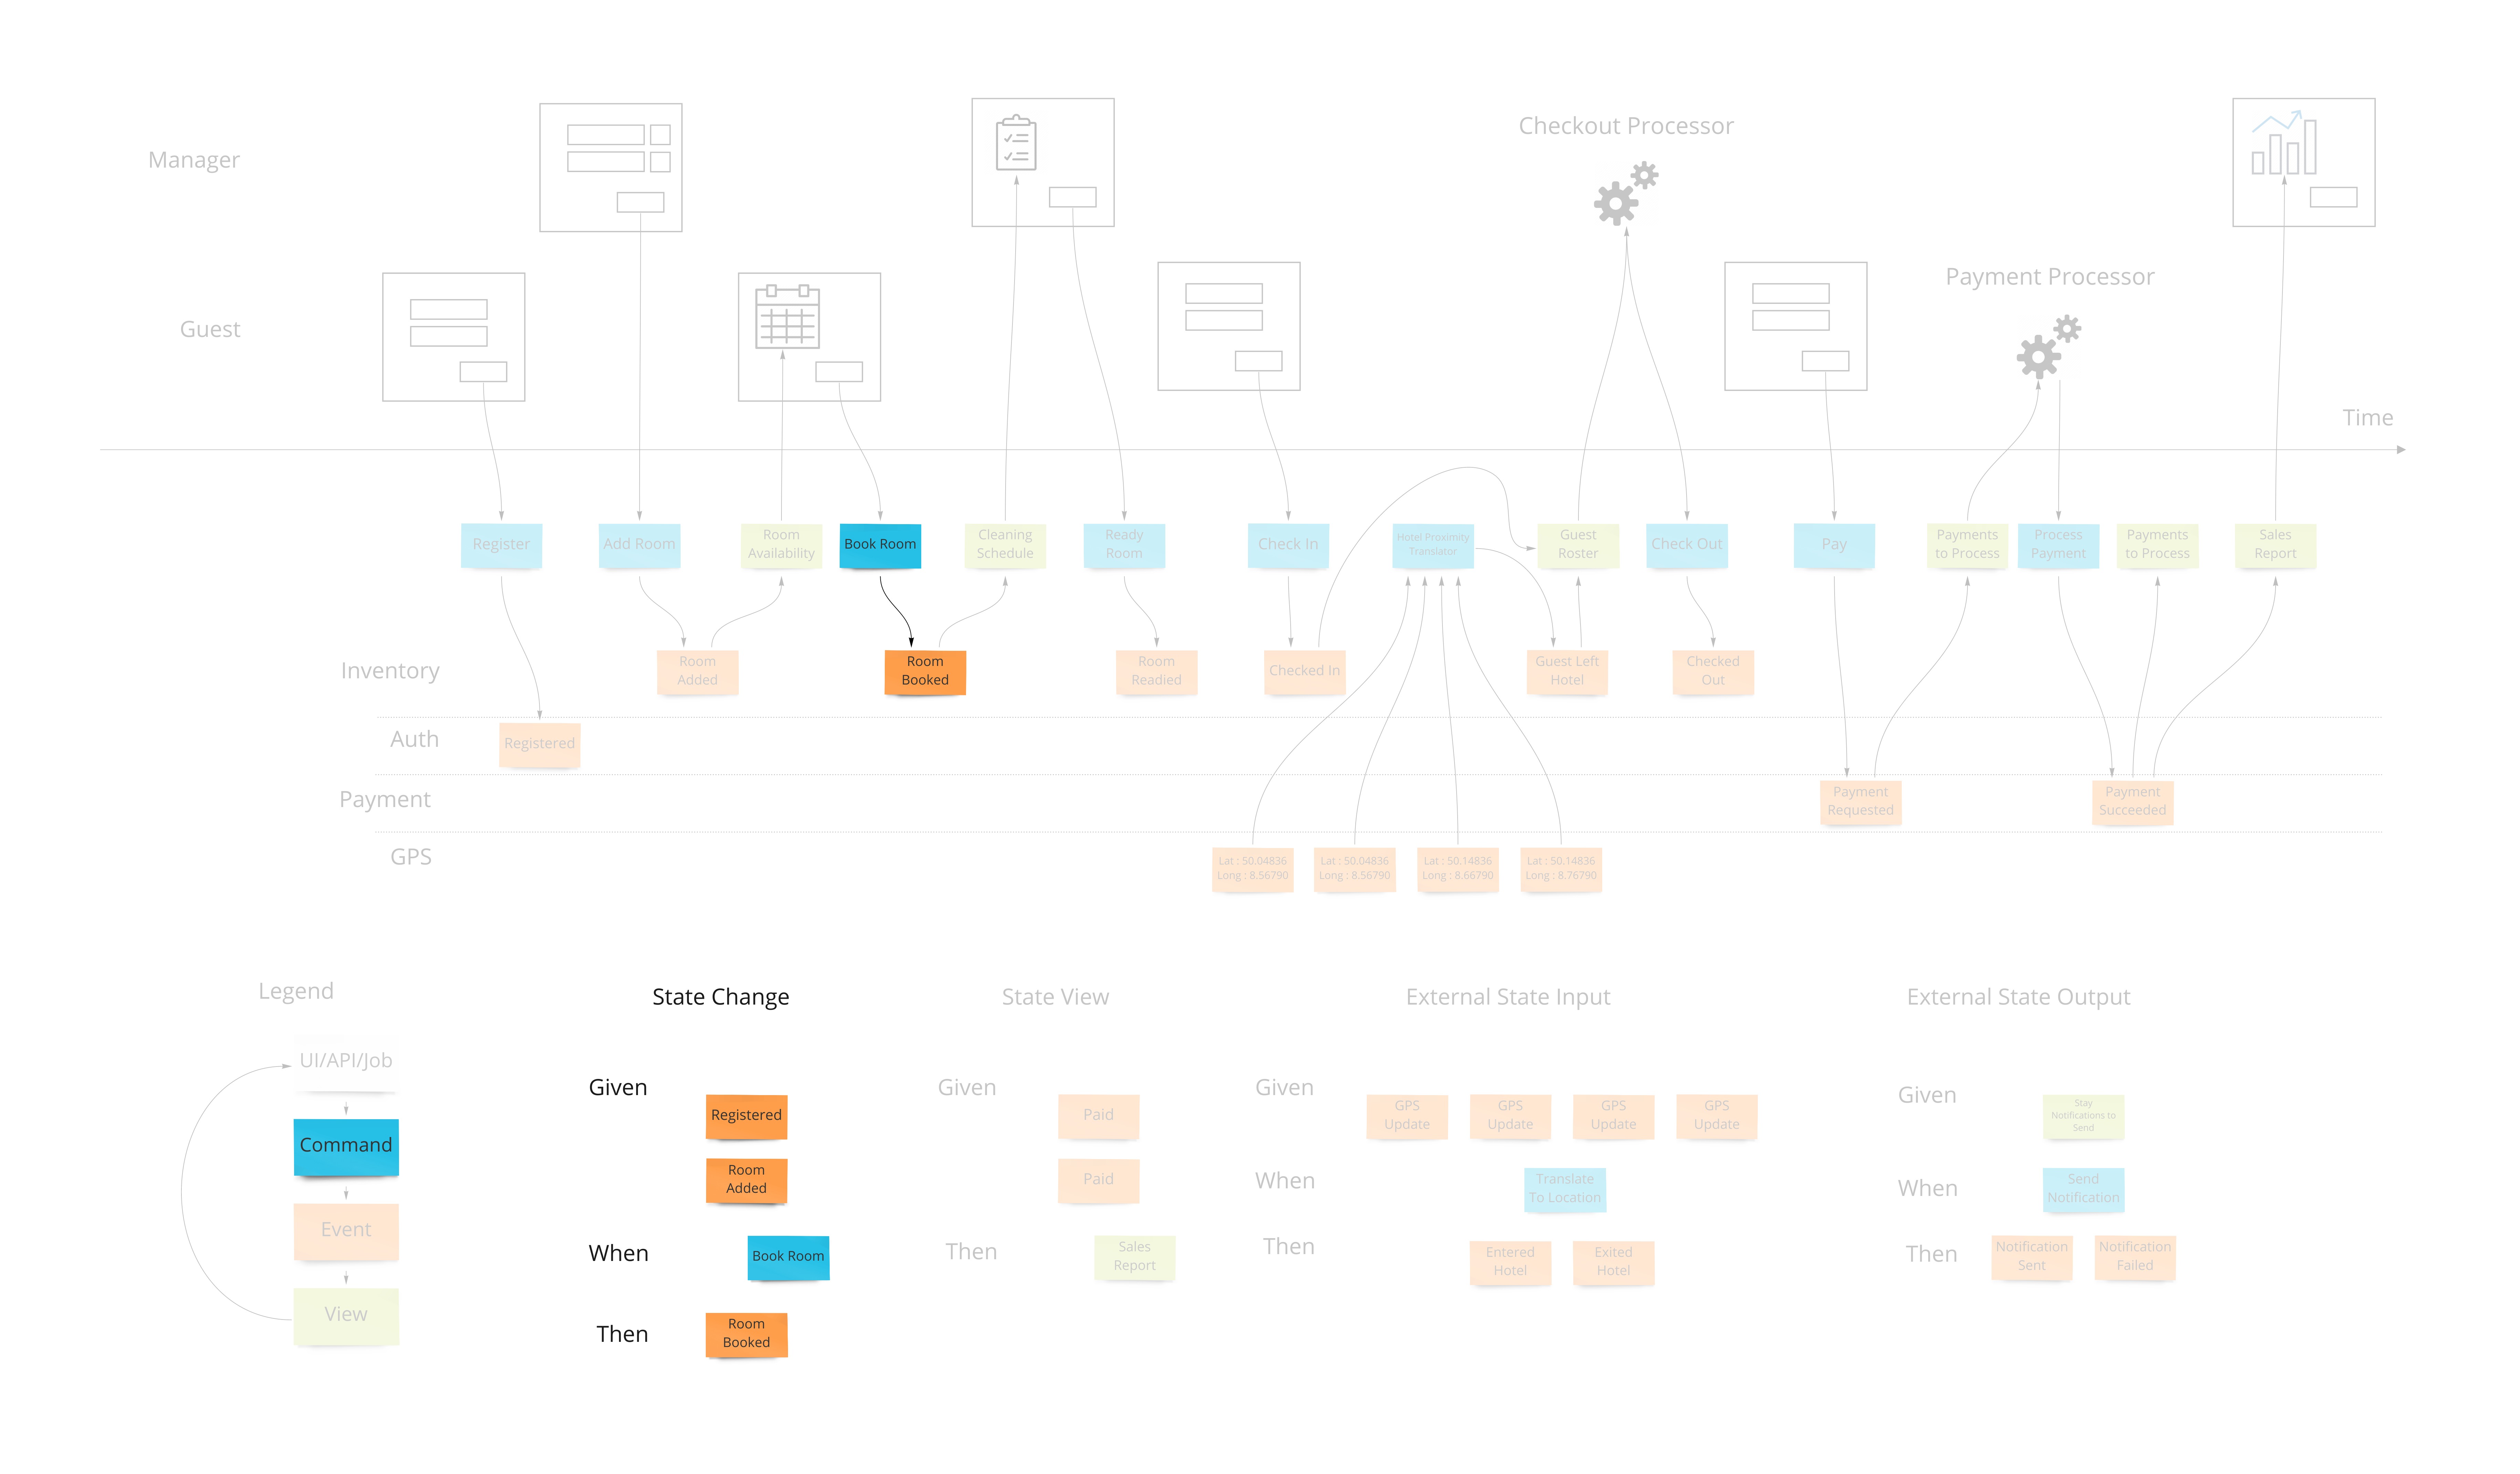 Checkout Processor
Manager
Payment Processor
Guest
Time
Register
Add Room
Room
Availability
Book Room
Cleaning
Schedule
Ready
Room
Check In
Hotel Proximity
Translator
Guest
Roster
Check Out
Pay
Payments
to Process
Process
Payment
Payments
to Process
Sales
Report
Inventory
Room
Added
Room
Booked
Room
Readied
Checked In
Guest Left
Hotel
Checked
Out
Auth
Registered
Payment
Payment
Requested
Payment
Succeeded
GPS
Lat : 50.04836
Long : 8.56790
Lat : 50.04836
Long : 8.56790
Lat : 50.14836
Long : 8.66790
Lat : 50.14836
Long : 8.76790
Legend
UI/API/Job
Command
Event
View
State Change
Given
Registered
Room
Added
When
Book Room
Then
Room
Booked
State View
Given
Paid
Paid
Then
Sales
Report
External State Input
Given
GPS
Update
GPS
Update
GPS
Update
GPS
Update
When
Translate
To Location
Then
Entered
Hotel
Exited
Hotel
External State Output
Given
Stay
Notifications to
Send
When
Send
Notification
Then
Notification
Sent
Notification
Failed